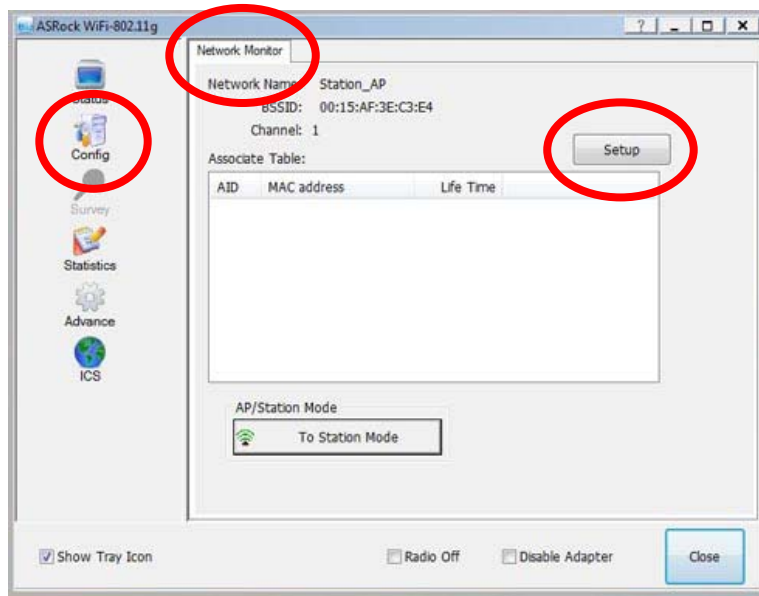 ASRock WiFi-802.11g
?
Status
Config
Survey
Statistics
Advance
ICS
Network Monitor
Network Name: Station_AP
BSSID: 00:15:AF:3E:C3:E4
Channel: 1
Setup
Associate Table:
AID MAC address Life Time
AP/Station Mode
To Station Mode
Show Tray Icon Radio Off Disable Adapter Close